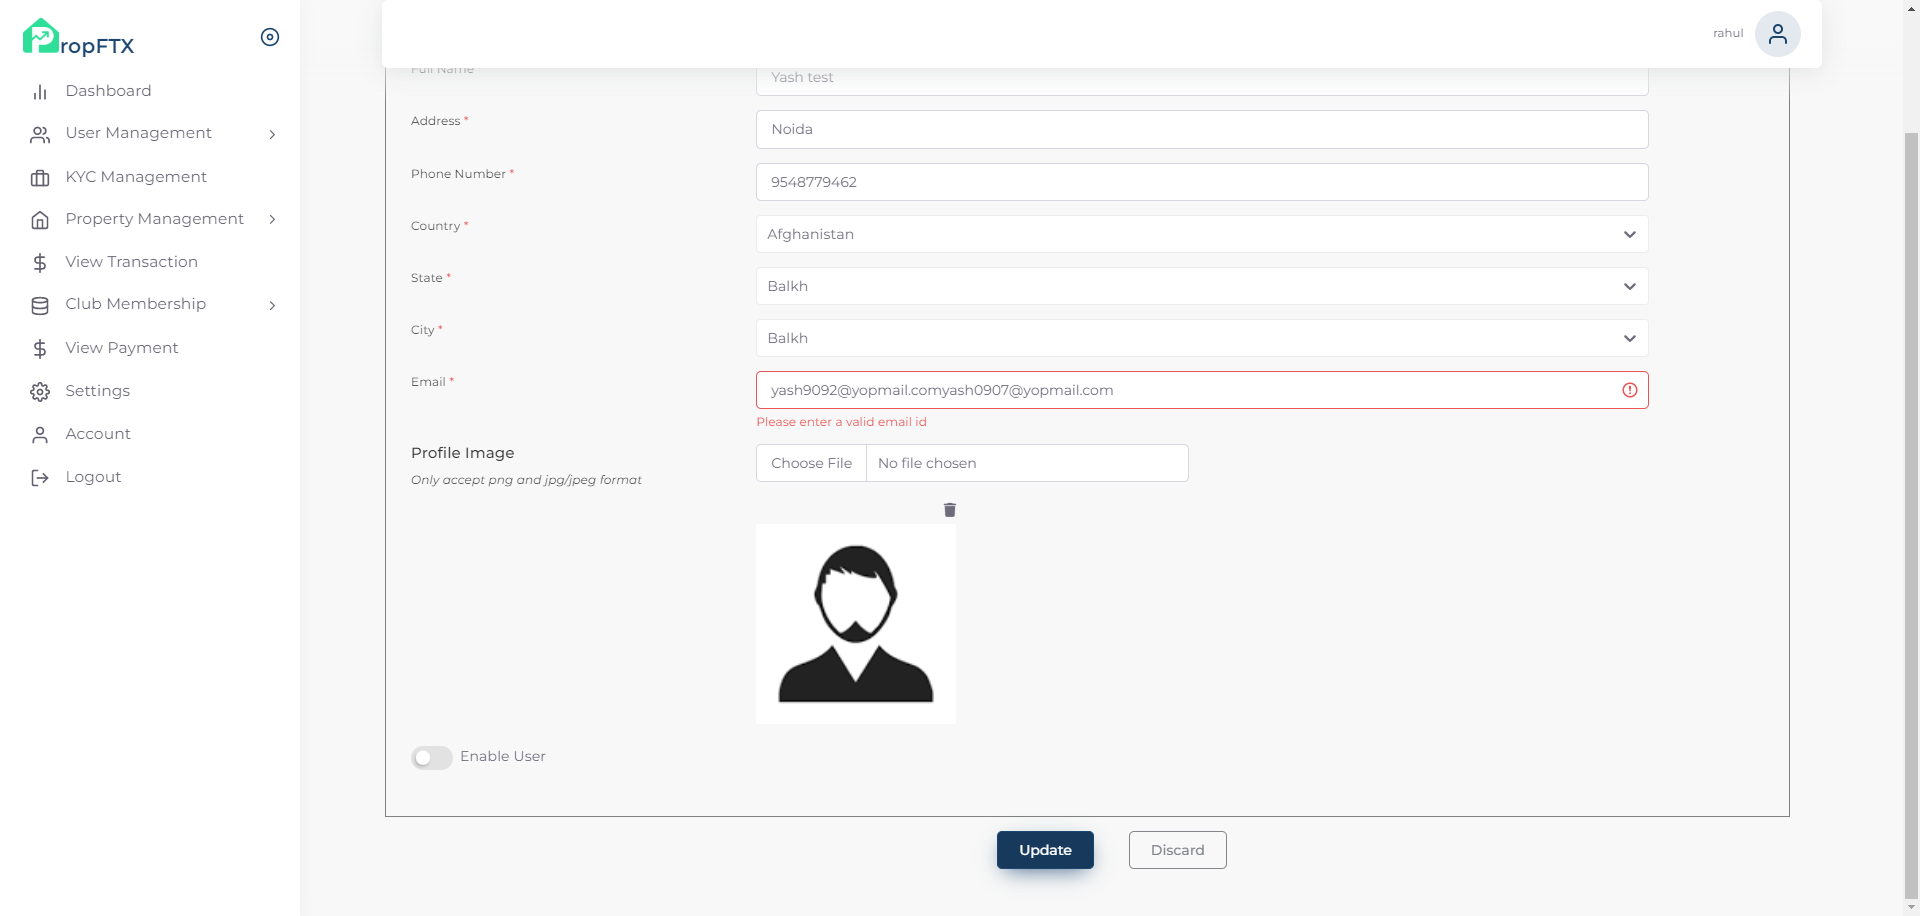 PropFTX
rahul
Dashboard
User Management
KYC Management
Property Management
View Transaction
Club Membership
View Payment
Settings
Account
Logout
Full Name
Yash test
Address *
Noida
Phone Number *
9548779462
Country *
Afghanistan
State *
Balkh
City *
Balkh
Email *
yash9092@yopmail.comyash0907@yopmail.com
Please enter a valid email id
Profile Image
Only accept png and jpg/jpeg format
Choose File No file chosen
Enable User
Update
Discard